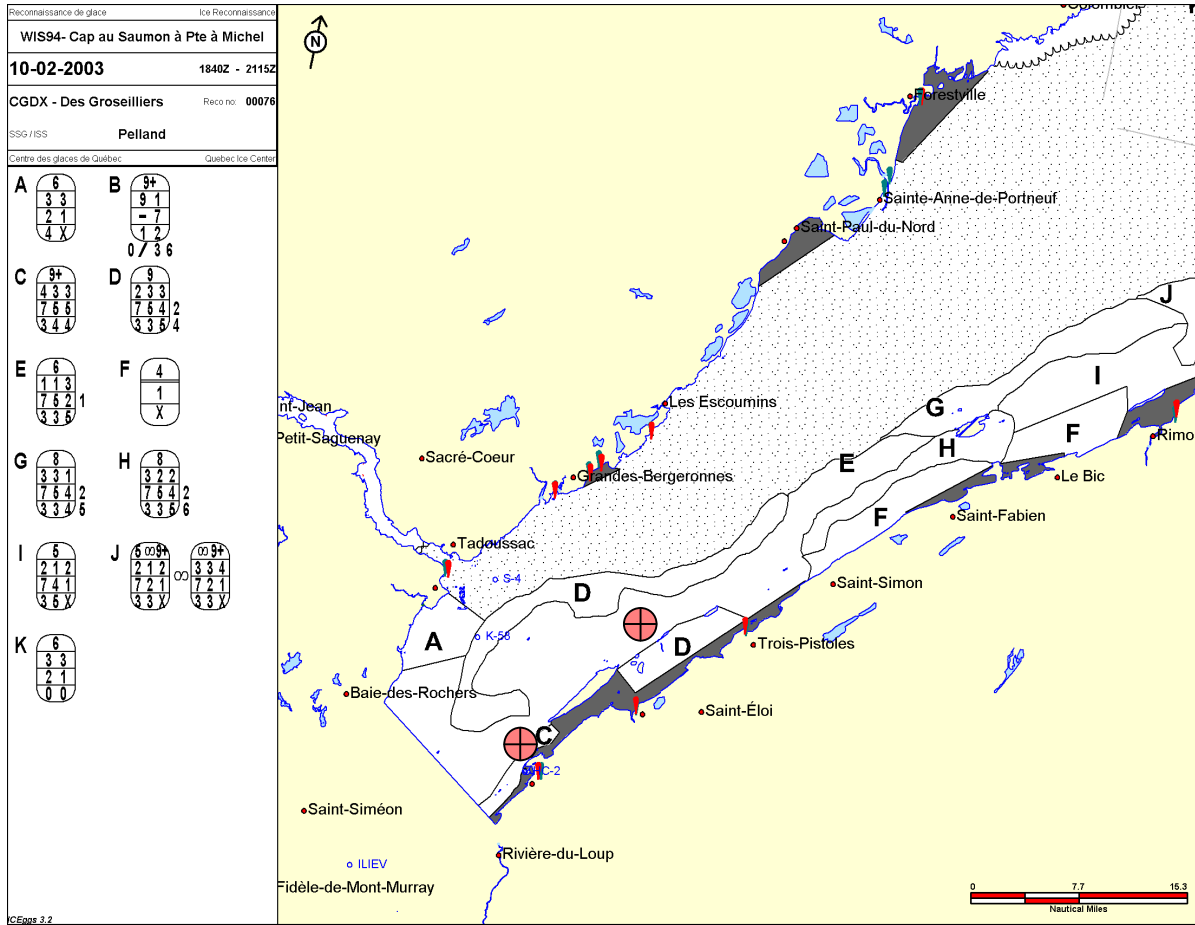 Reconnaissance de glace Ice Reconnaissance
WIS94- Cap au Saumon à Pte à Michel
10-02-2003 1840Z - 2115Z
CGDX - Des Groseilliers Reco no: 00076
SSG / ISS Pelland
Centre des glaces de Québec Quebec Ice Center
A
6
3 3
2 1
4 X
B
9+
9 1
- 7
1 2
0 / 3 6
C
9+
4 3 3
7 5 5
3 4 4
D
9
2 3 3
7 5 4 2
3 3 5 4
E
6
1 1 3
7 5 2 1
3 3 5
F
4
1
X
G
8
3 3 1
7 5 4 2
3 3 4 5
H
8
3 2 2
7 5 4 2
3 3 5 6
I
5
2 1 2
7 4 1
3 5 X
J
5 ∞ 9+
2 1 2
7 2 1
3 3 X
∞
∞ 9+
3 3 4
7 2 1
3 3 X
K
6
3 3
2 1
0 0
ICEggs 3.2
N
Colombier
Forestville
Sainte-Anne-de-Portneuf
Saint-Paul-du-Nord
J
I
Les Escoumins
nt-Jean
G
Petit-Saguenay
F
Rimo
H
Sacré-Coeur
E
Grandes-Bergeronnes
Le Bic
F
Saint-Fabien
Tadoussac
S-4
Saint-Simon
D
A
K-58
D
Trois-Pistoles
Baie-des-Rochers
Saint-Éloi
C
HC-2
Saint-Siméon
Rivière-du-Loup
ILIEV
Fidèle-de-Mont-Murray
0 7.7 15.3
Nautical Miles